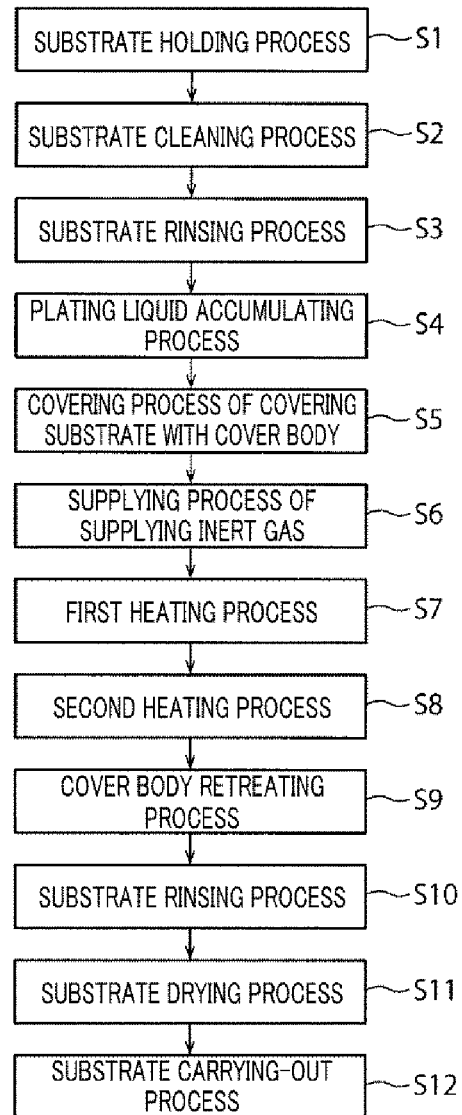 SUBSTRATE HOLDING PROCESS
S1
SUBSTRATE CLEANING PROCESS
S2
SUBSTRATE RINSING PROCESS
S3
PLATING LIQUID ACCUMULATING
PROCESS
S4
COVERING PROCESS OF COVERING
SUBSTRATE WITH COVER BODY
S5
SUPPLYING PROCESS OF
SUPPLYING INERT GAS
S6
FIRST HEATING PROCESS
S7
SECOND HEATING PROCESS
S8
COVER BODY RETREATING
PROCESS
S9
SUBSTRATE RINSING PROCESS
S10
SUBSTRATE DRYING PROCESS
S11
SUBSTRATE CARRYING-OUT
PROCESS
S12